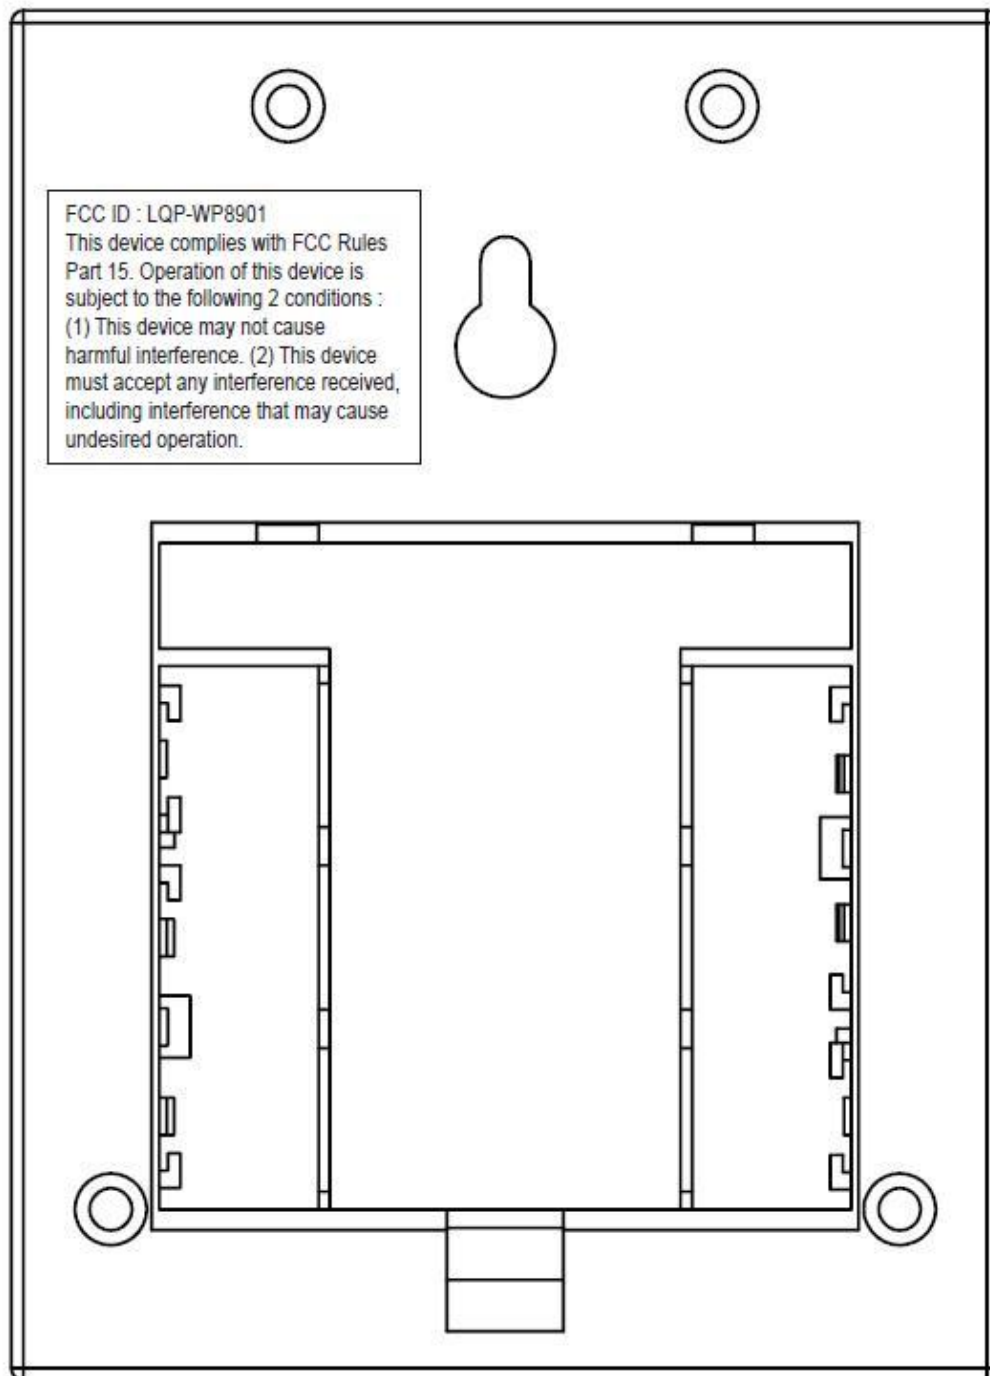 FCC ID : LQP-WP8901
This device complies with FCC Rules
Part 15. Operation of this device is
subject to the following 2 conditions :
(1) This device may not cause
harmful interference. (2) This device
must accept any interference received,
including interference that may cause
undesired operation.